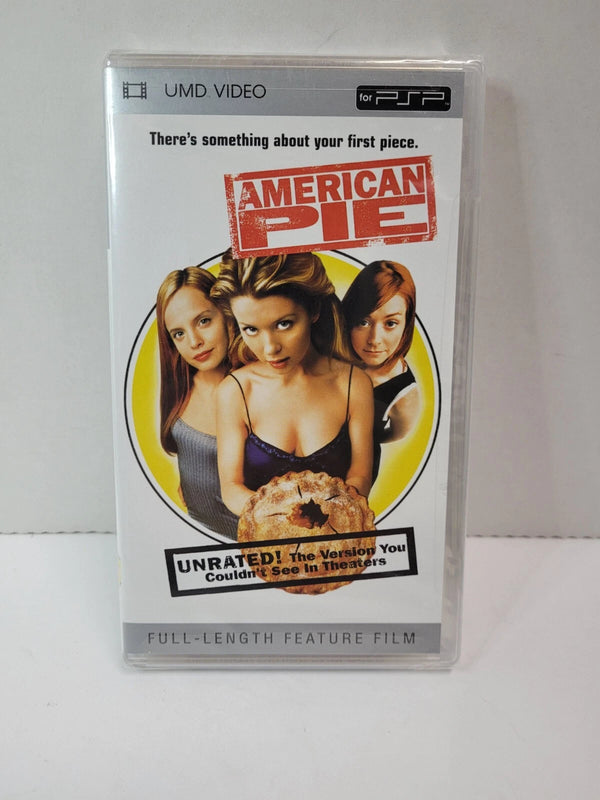 UMD VIDEO
for PSP
There's something about your first piece.
AMERICAN
PIE
UNRATED! The Version You
Couldn't See In Theaters
FULL-LENGTH FEATURE FILM